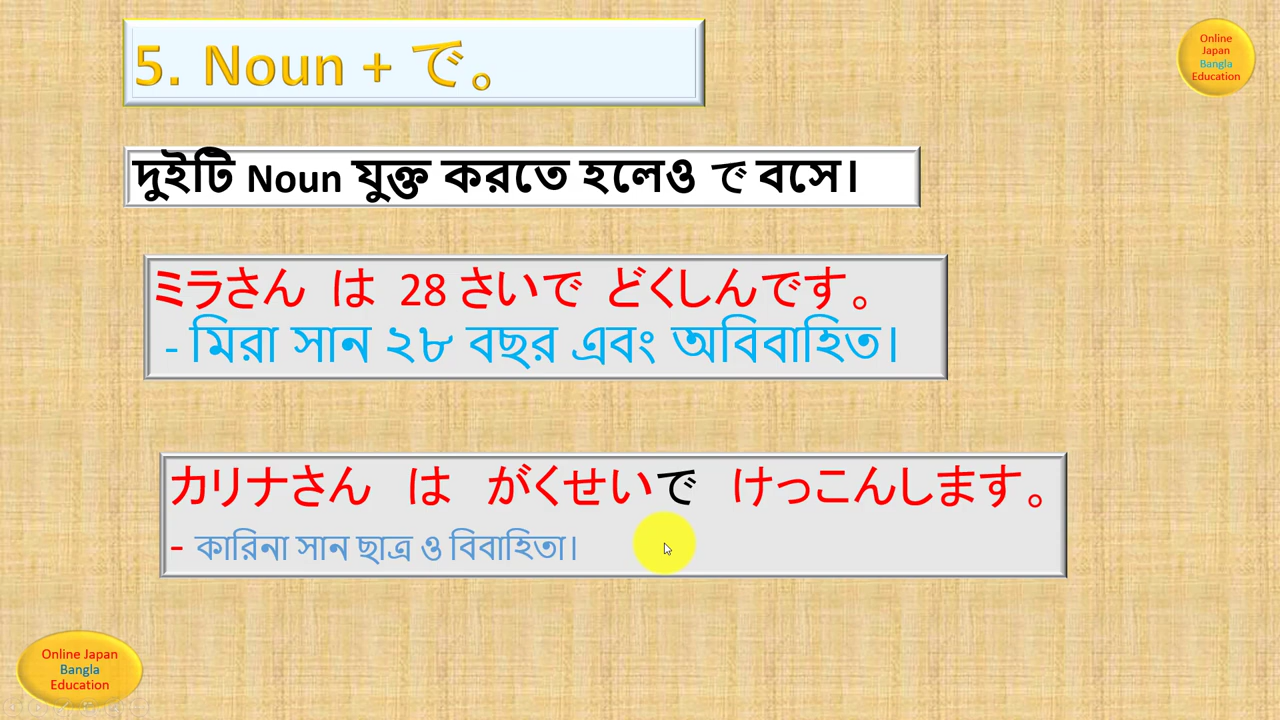 5. Noun + で。
Online
Japan
Bangla
Education
দুইটি Noun যুক্ত করতে হলেও で বসে।
ミラさん は 28 さいで どくしんです。
- মিরা সান ২৮ বছর এবং অবিবাহিত।
カリナさん は がくせいで けっこんします。
- কারিনা সান ছাত্র ও বিবাহিতা।
Online Japan
Bangla
Education